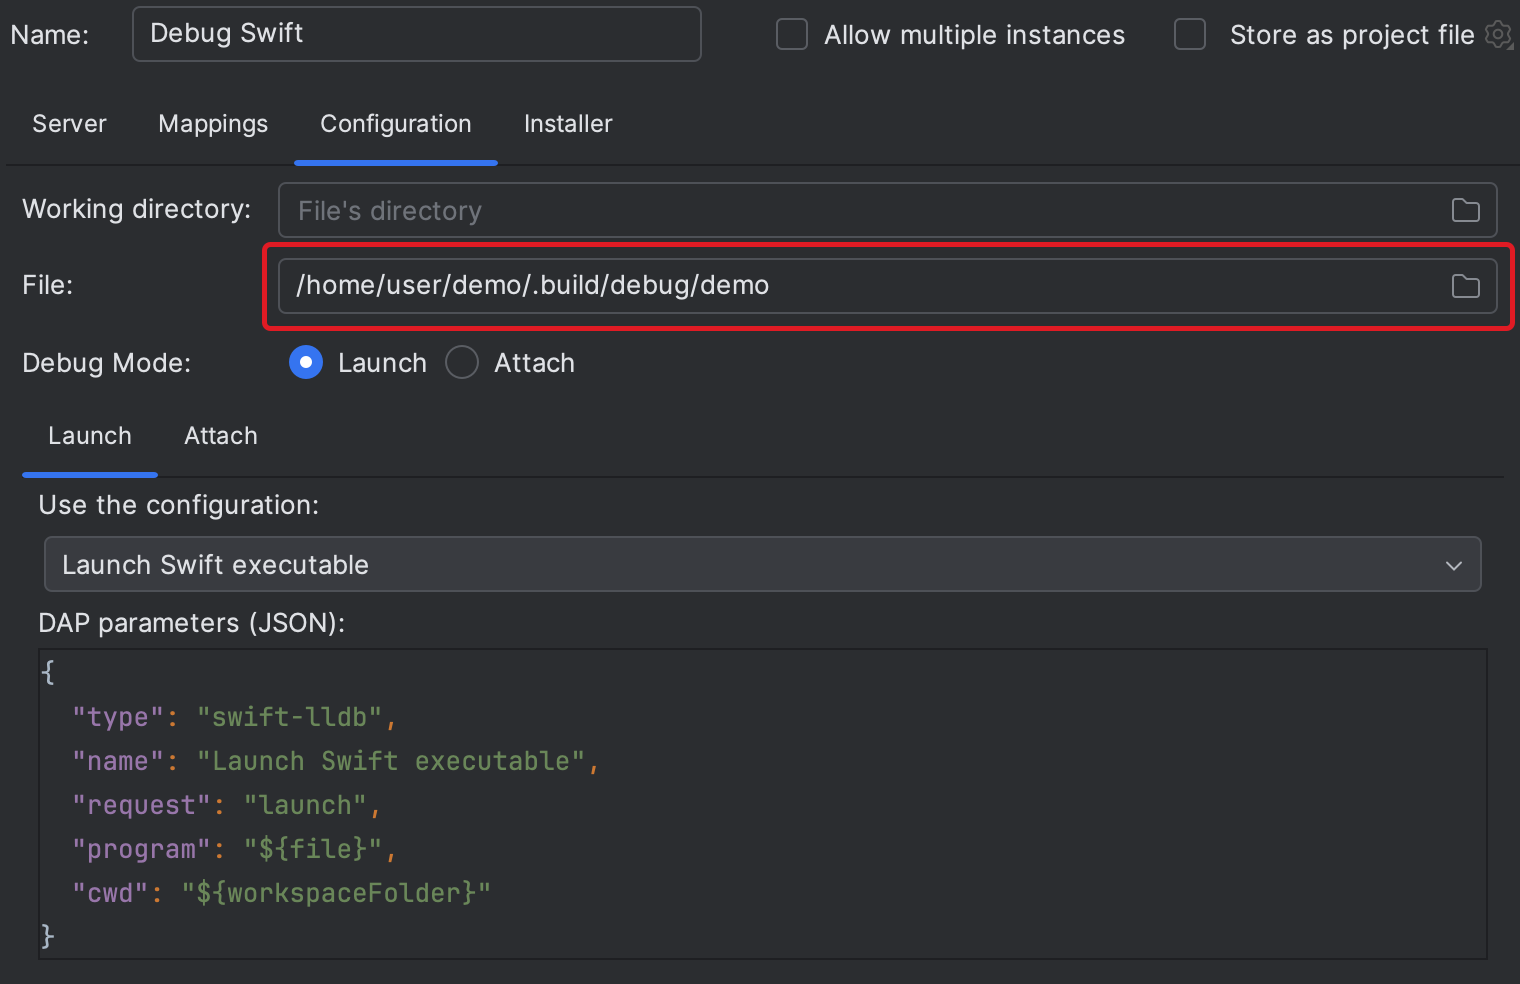 Name: Debug Swift Allow multiple instances Store as project file
Server Mappings Configuration Installer
Working directory: File's directory
File: /home/user/demo/.build/debug/demo
Debug Mode: Launch Attach
Launch Attach
Use the configuration:
Launch Swift executable
DAP parameters (JSON):
{
  "type": "swift-lldb",
  "name": "Launch Swift executable",
  "request": "launch",
  "program": "${file}",
  "cwd": "${workspaceFolder}"
}